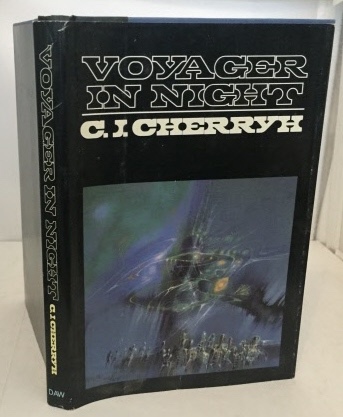 VOYAGER
IN NIGHT
C.J. CHERRYH
VOYAGER IN NIGHT
C.J. CHERRYH
DAW